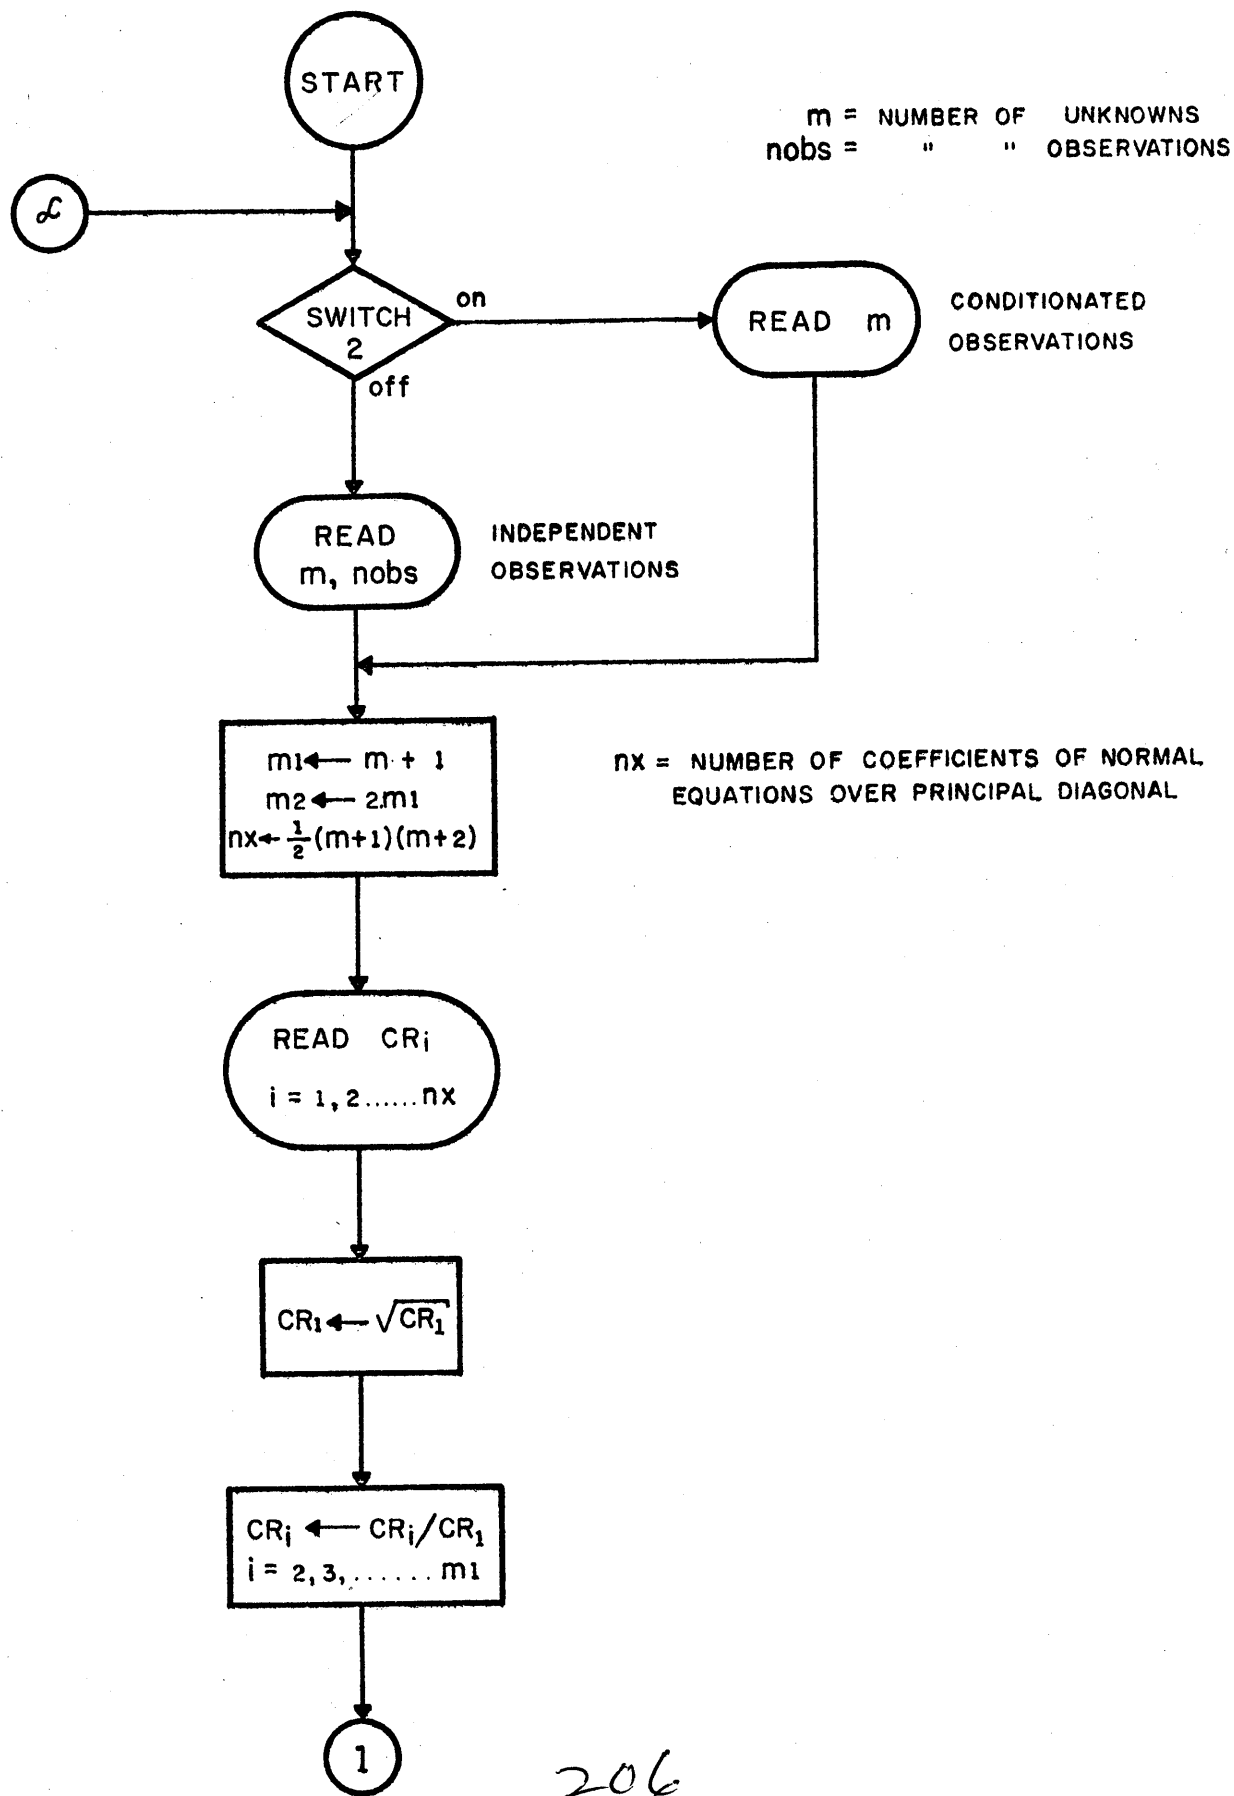 START
m = NUMBER OF UNKNOWNS
nobs = " " OBSERVATIONS
SWITCH
2
on
off
READ m
CONDITIONATED
OBSERVATIONS
READ
m, nobs
INDEPENDENT
OBSERVATIONS
m1 ← m + 1
m2 ← 2.m1
nx ← 1/2 (m+1)(m+2)
nx = NUMBER OF COEFFICIENTS OF NORMAL
EQUATIONS OVER PRINCIPAL DIAGONAL
READ CRi
i = 1, 2......nx
CR1 ← √CR1
CRi ← CRi/CR1
i = 2, 3, ...... m1
1
206